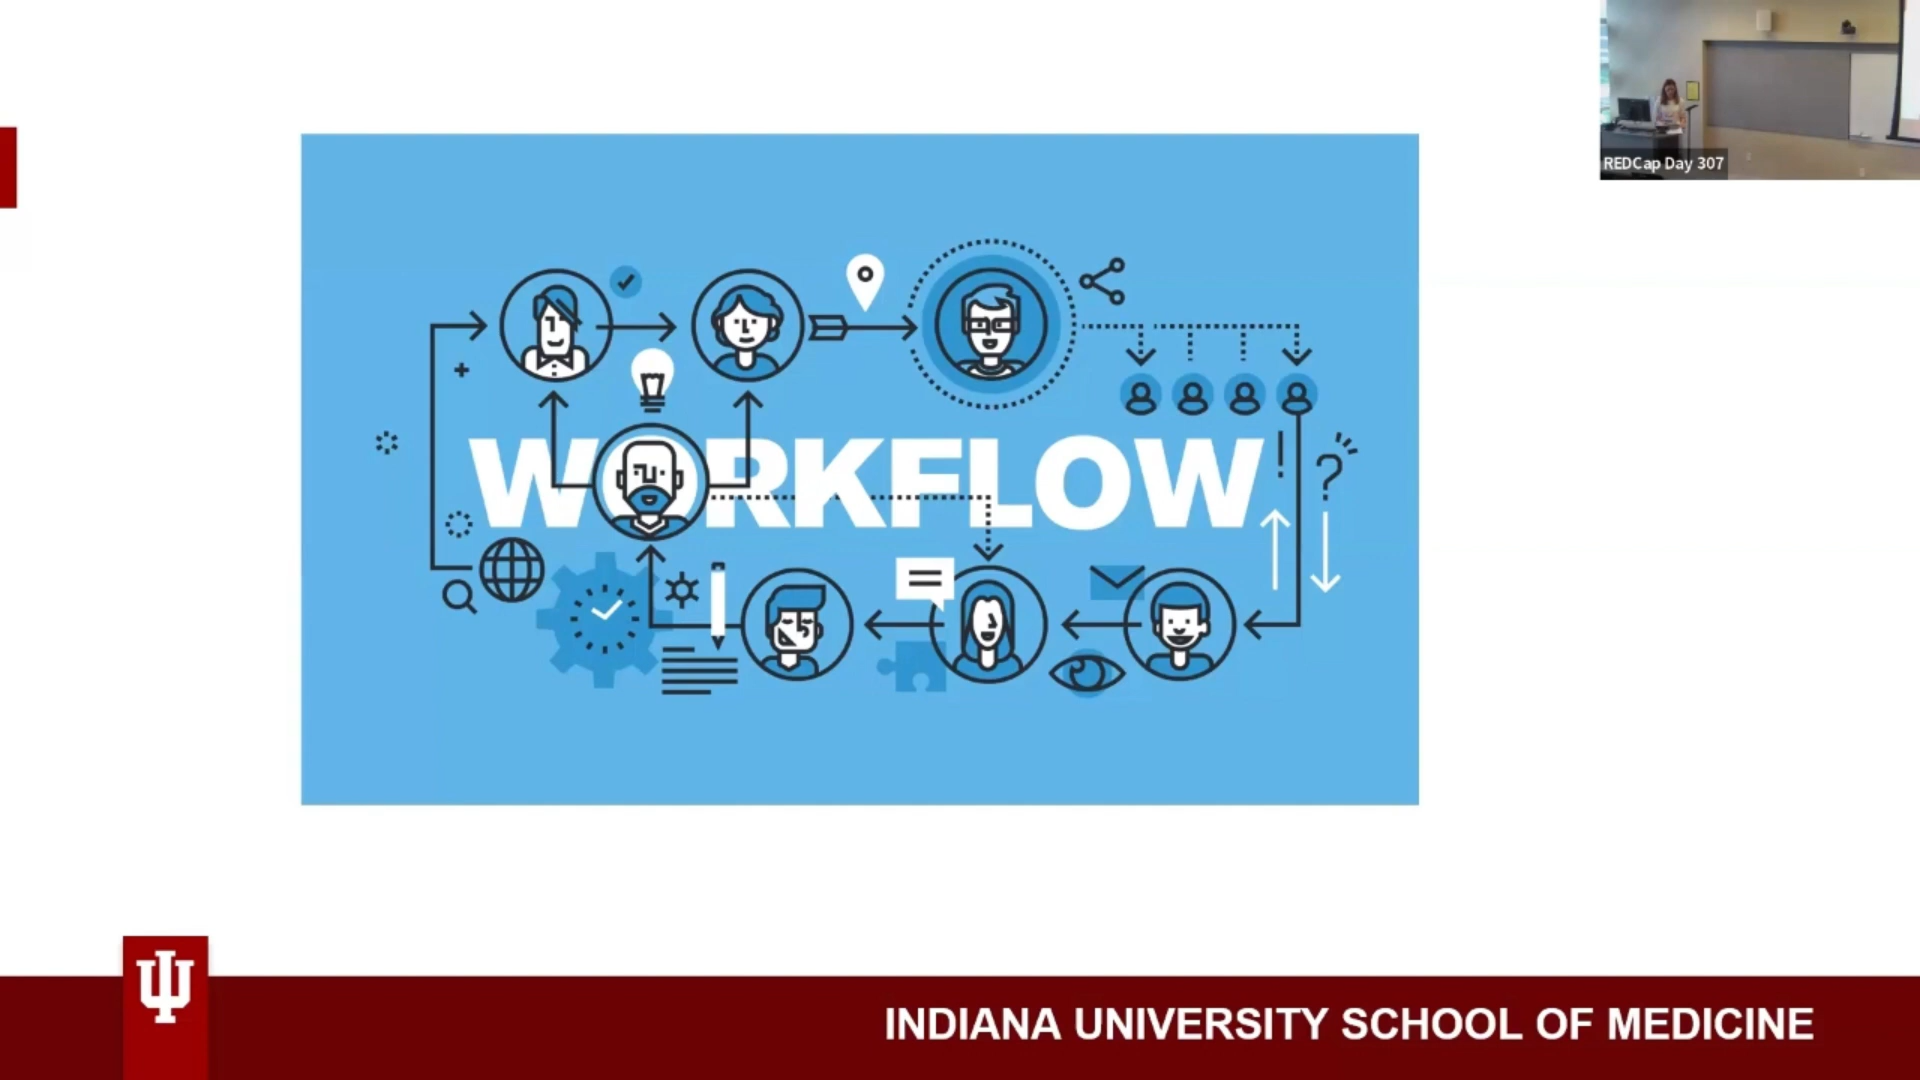 REDCap Day 307
WORKFLOW
!
?
INDIANA UNIVERSITY SCHOOL OF MEDICINE